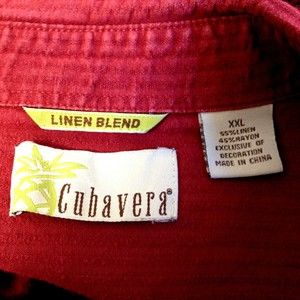 LINEN BLEND
Cubavera®
XXL
55%LINEN
45%RAYON
EXCLUSIVE OF
DECORATION
MADE IN CHINA